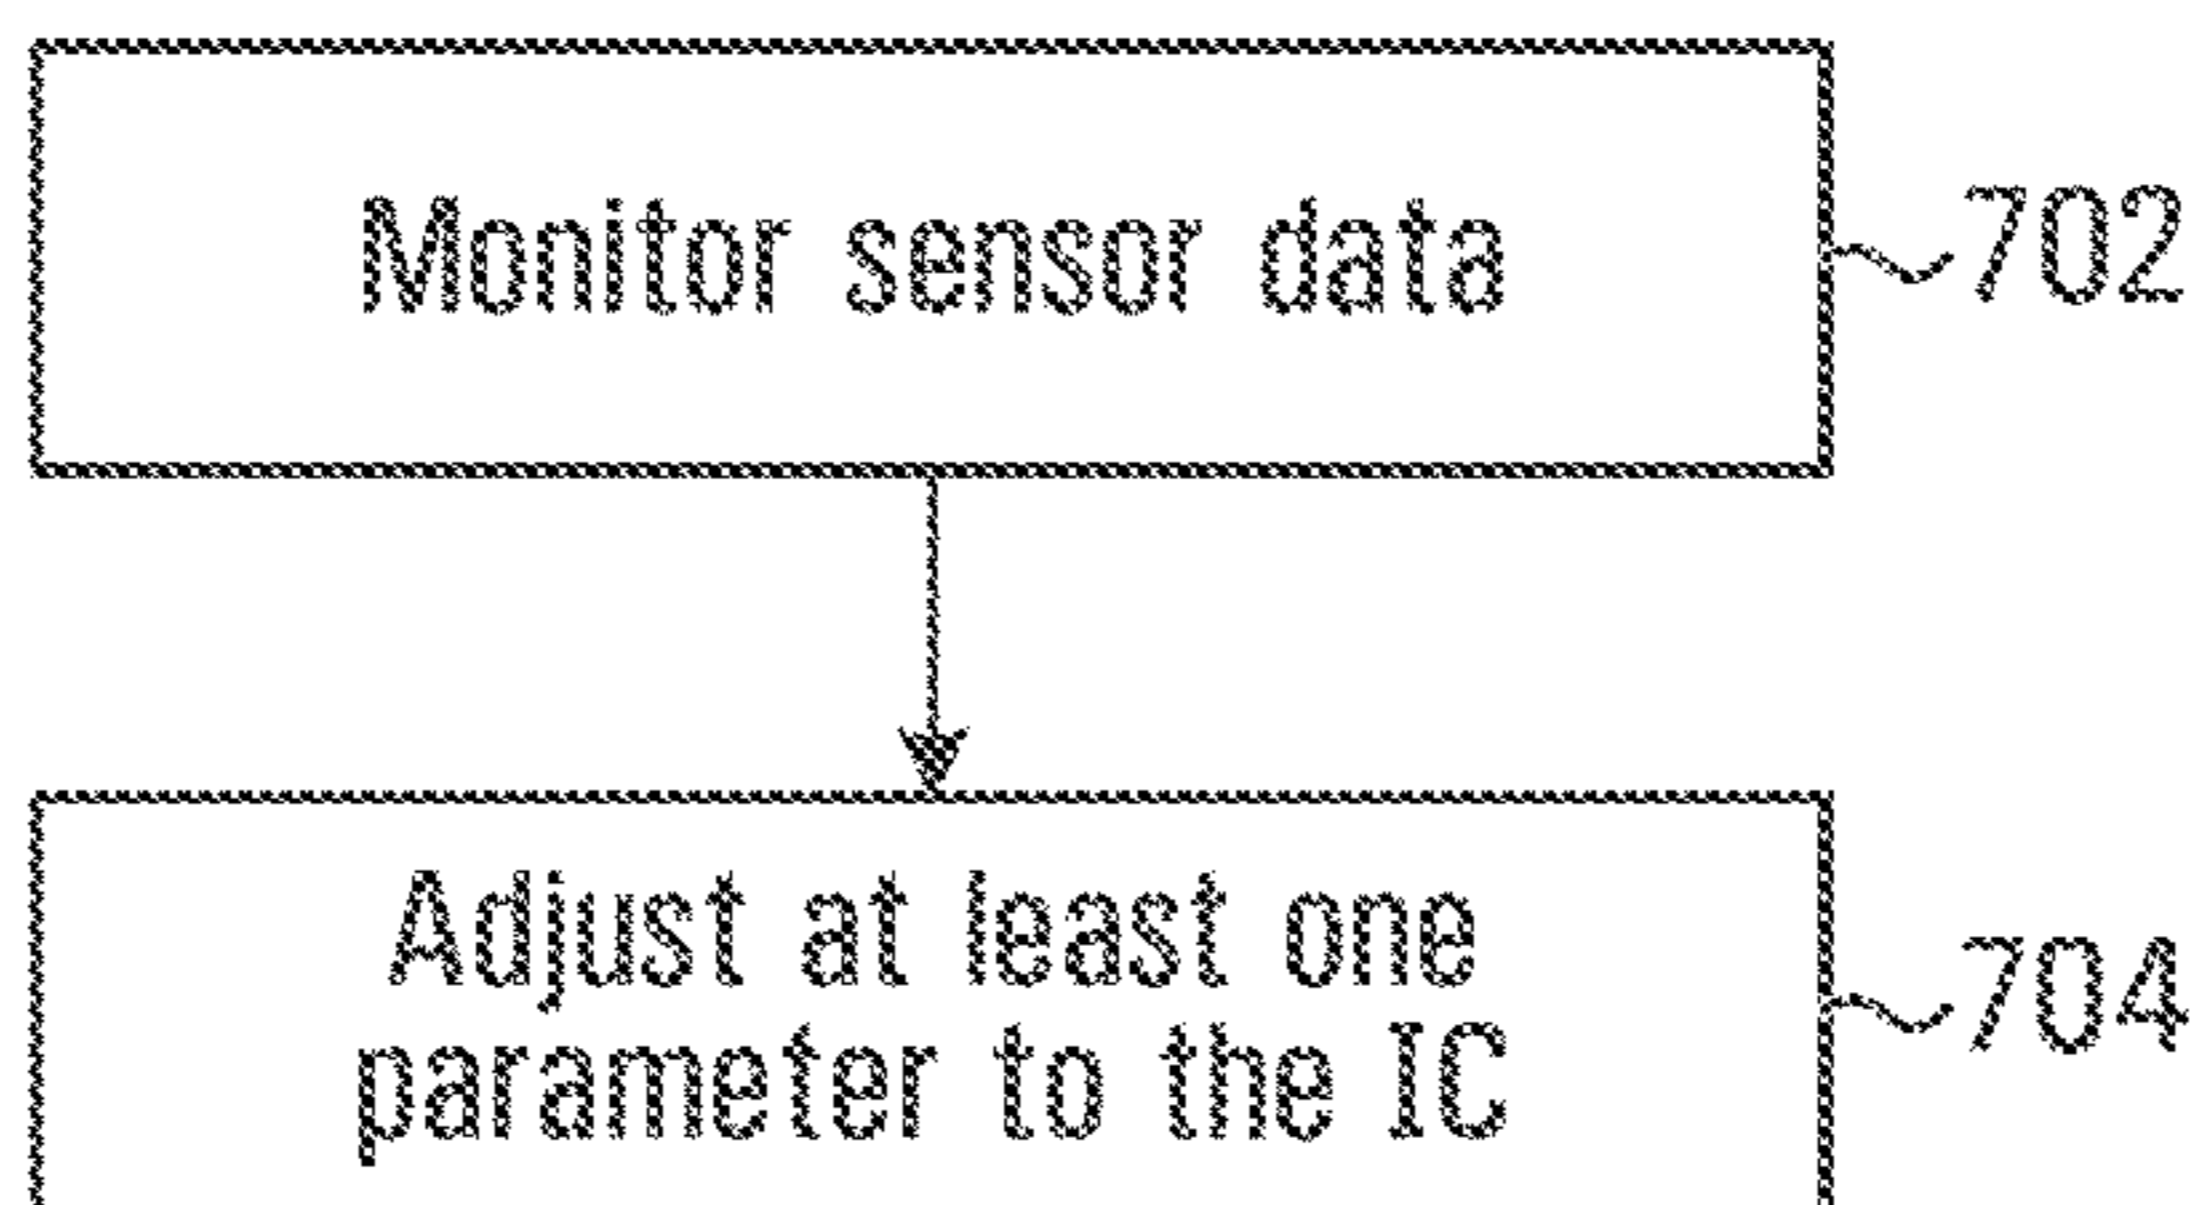 Monitor sensor data
702
Adjust at least one
parameter to the IC
704